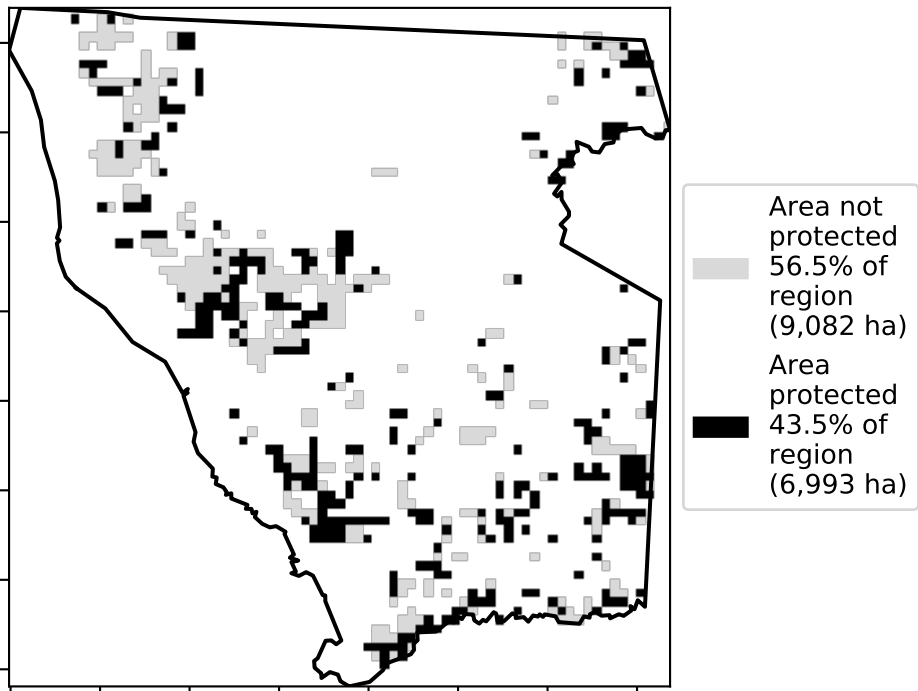 Area not
protected
56.5% of
region
(9,082 ha)
Area
protected
43.5% of
region
(6,993 ha)